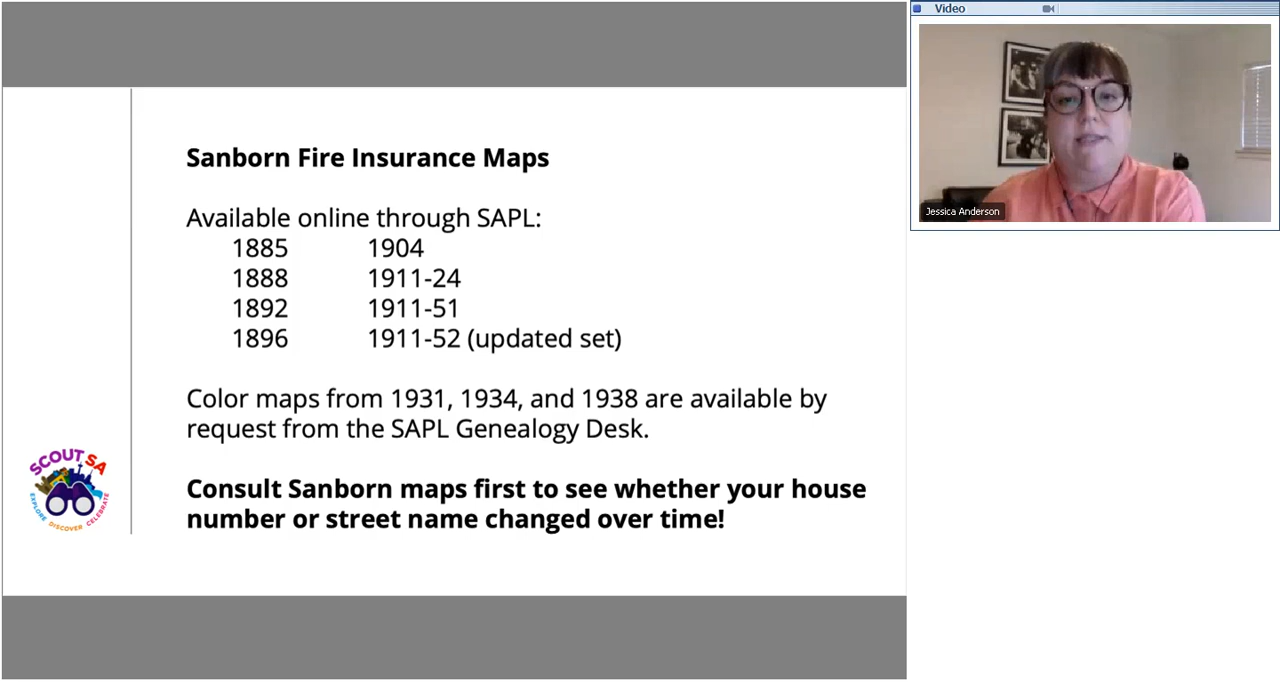 Video
Jessica Anderson
Sanborn Fire Insurance Maps
Available online through SAPL:
1885 1904
1888 1911-24
1892 1911-51
1896 1911-52 (updated set)
Color maps from 1931, 1934, and 1938 are available by
request from the SAPL Genealogy Desk.
Consult Sanborn maps first to see whether your house
number or street name changed over time!
SCOUT SA
EXPLORE DISCOVER CELEBRATE